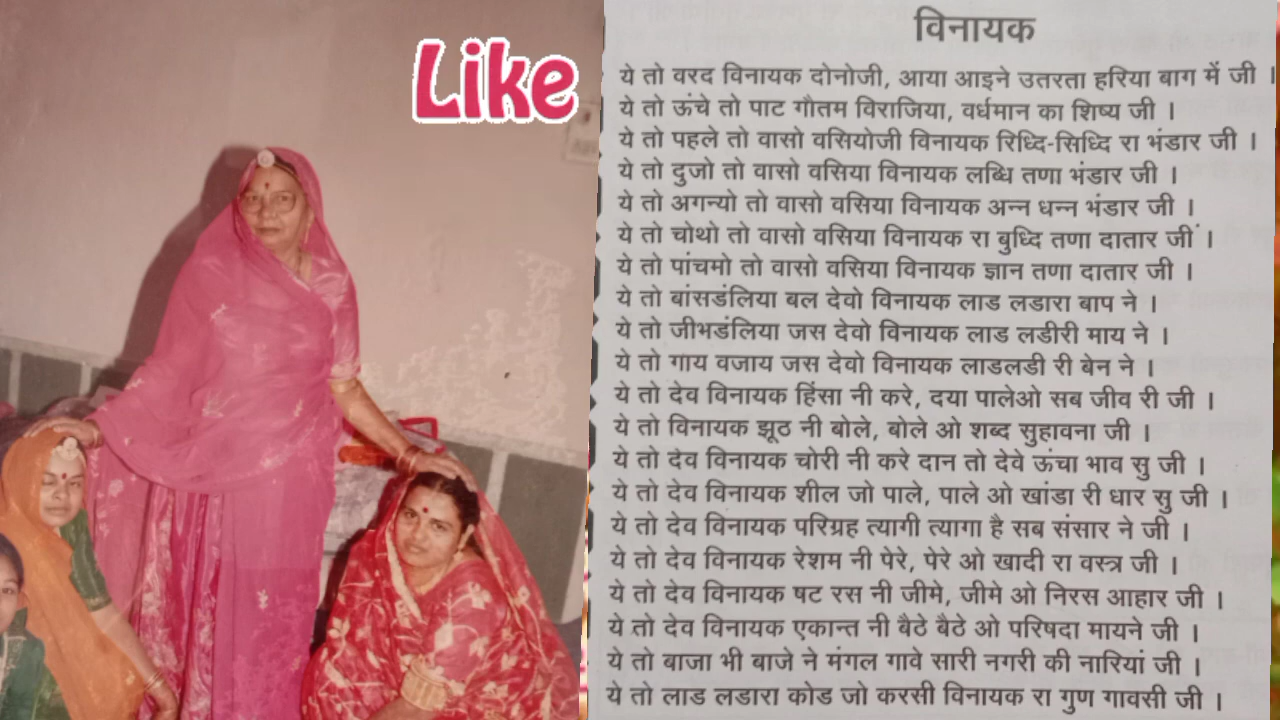 Like
विनायक
ये तो वरद विनायक दोनोजी, आया आइने उतरता हरिया बाग में जी ।
ये तो ऊंचे तो पाट गौतम विराजिया, वर्धमान का शिष्य जी ।
ये तो पहले तो वासो वसियोजी विनायक रिध्दि-सिध्दि रा भंडार जी ।
ये तो दुजो तो वासो वसिया विनायक लब्धि तणा भंडार जी ।
ये तो अगन्यो तो वासो वसिया विनायक अन्न धन्न भंडार जी ।
ये तो चोथो तो वासो वसिया विनायक रा बुध्दि तणा दातार जी ।
ये तो पांचमो तो वासो वसिया विनायक ज्ञान तणा दातार जी ।
ये तो बांसडंलिया बल देवो विनायक लाड लडारा बाप ने ।
ये तो जीभडंलिया जस देवो विनायक लाड लडीरी माय ने ।
ये तो गाय वजाय जस देवो विनायक लाडलडी री बेन ने ।
ये तो देव विनायक हिंसा नी करे, दया पालेओ सब जीव री जी ।
ये तो विनायक झूठ नी बोले, बोले ओ शब्द सुहावना जी ।
ये तो देव विनायक चोरी नी करे दान तो देवे ऊंचा भाव सु जी ।
ये तो देव विनायक शील जो पाले, पाले ओ खांडा री धार सु जी ।
ये तो देव विनायक परिग्रह त्यागी त्यागा है सब संसार ने जी ।
ये तो देव विनायक रेशम नी पेरे, पेरे ओ खादी रा वस्त्र जी ।
ये तो देव विनायक षट रस नी जीमे, जीमे ओ निरस आहार जी ।
ये तो देव विनायक एकान्त नी बैठे बैठे ओ परिषदा मायने जी ।
ये तो बाजा भी बाजे ने मंगल गावे सारी नगरी की नारियां जी ।
ये तो लाड लडारा कोड जो करसी विनायक रा गुण गावसी जी ।